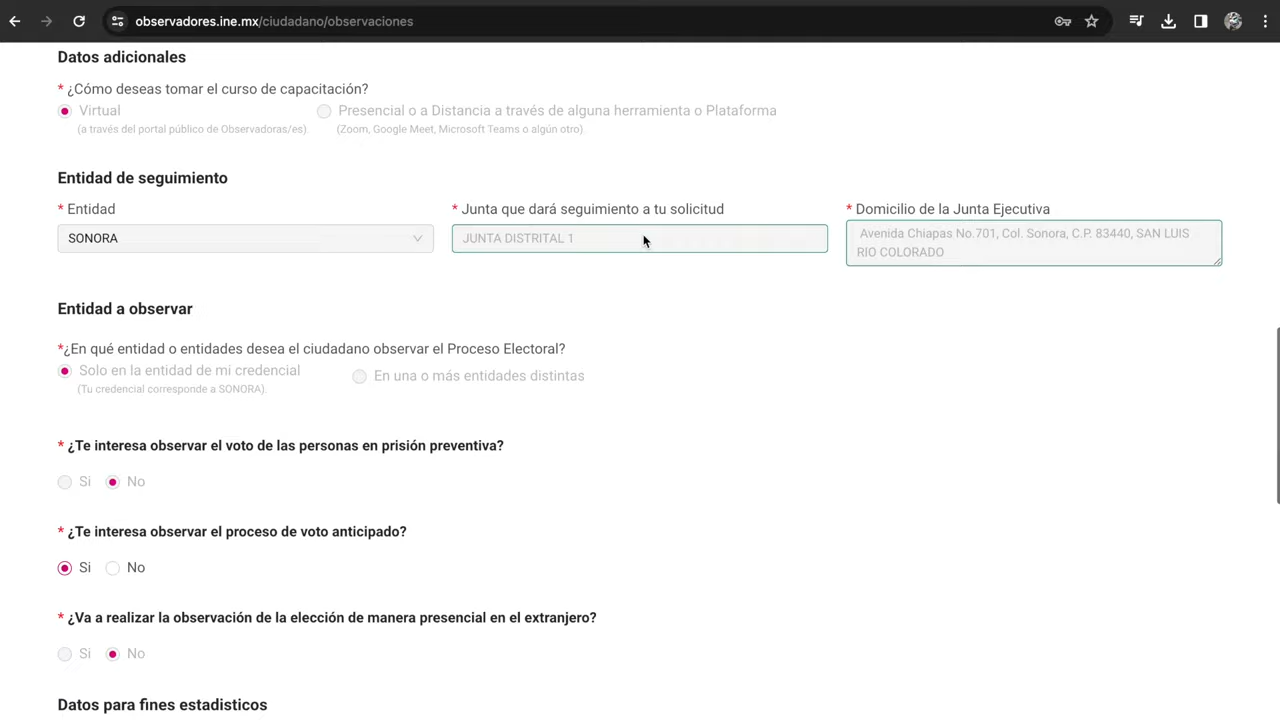 observadores.ine.mx/ciudadano/observaciones
Datos adicionales
* ¿Cómo deseas tomar el curso de capacitación?
Virtual
(a través del portal público de Observadoras/es).
Presencial o a Distancia a través de alguna herramienta o Plataforma
(Zoom, Google Meet, Microsoft Teams o algún otro).
Entidad de seguimiento
* Entidad
SONORA
* Junta que dará seguimiento a tu solicitud
JUNTA DISTRITAL 1
* Domicilio de la Junta Ejecutiva
Avenida Chiapas No.701, Col. Sonora, C.P. 83440, SAN LUIS
RIO COLORADO
Entidad a observar
*¿En qué entidad o entidades desea el ciudadano observar el Proceso Electoral?
Solo en la entidad de mi credencial
(Tu credencial corresponde a SONORA).
En una o más entidades distintas
* ¿Te interesa observar el voto de las personas en prisión preventiva?
Si No
* ¿Te interesa observar el proceso de voto anticipado?
Si No
* ¿Va a realizar la observación de la elección de manera presencial en el extranjero?
Si No
Datos para fines estadisticos